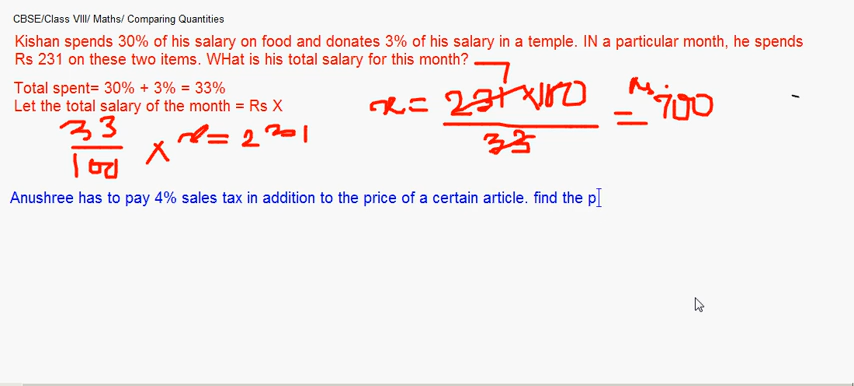 CBSE/Class VIII/ Maths/ Comparing Quantities
Kishan spends 30% of his salary on food and donates 3% of his salary in a temple. IN a particular month, he spends
Rs 231 on these two items. WHat is his total salary for this month?
Total spent= 30% + 3% = 33%
Let the total salary of the month = Rs X
33/100 × x = 231
x = 231 × 100 / 33 = Rs 700
7
Anushree has to pay 4% sales tax in addition to the price of a certain article. find the p